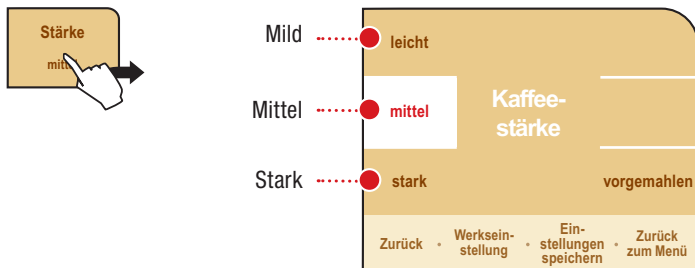 Stärke
mittel
Mild
Mittel
Stark
leicht
mittel
stark
Kaffee-
stärke
vorgemahlen
Zurück
Werksein-
stellung
Ein-
stellungen
speichern
Zurück
zum Menü